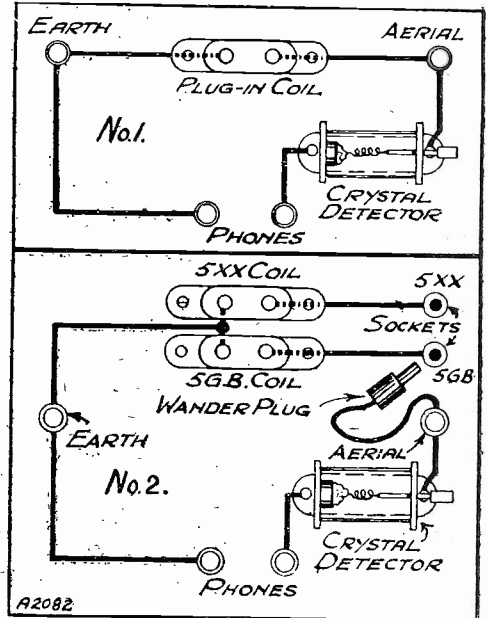 EARTH
AERIAL
PLUG-IN COIL
No.1.
CRYSTAL
DETECTOR
PHONES
5XX COIL
5XX
SOCKETS
5GB
5G.B. COIL
WANDER PLUG
EARTH
AERIAL
No.2.
CRYSTAL
DETECTOR
PHONES
A2082